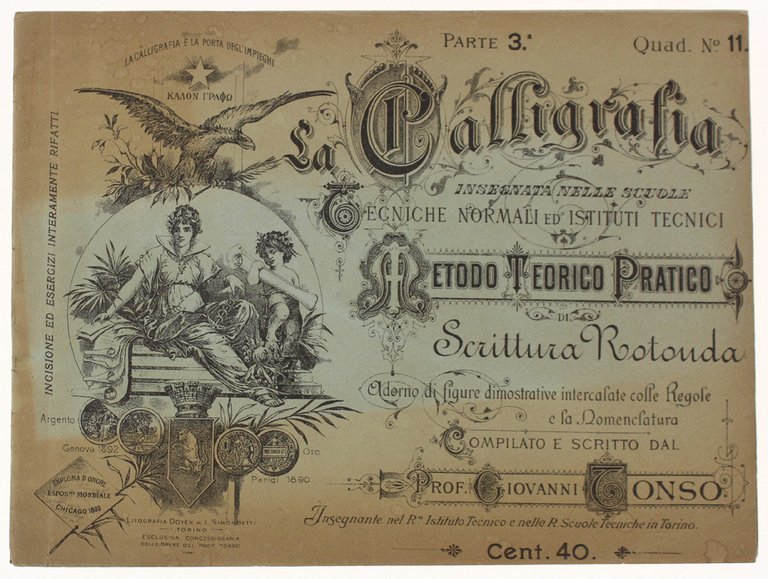 PARTE 3.ª
QUAD. Nº 11.
LA CALLIGRAFIA È LA PORTA DEGL'IMPIEGHI
ΚΑΛΟΝ ΓΡΑΦΩ
INCISIONE ED ESERCIZI INTERAMENTE RIFATTI.
La Calligrafia
INSEGNATA NELLE SCUOLE
TECNICHE NORMALI ED ISTITUTI TECNICI
METODO TEORICO PRATICO
DI
Scrittura Rotonda
Adorno di figure dimostrative intercalate colle Regole
e la Nomenclatura
COMPILATO E SCRITTO DAL
PROF. GIOVANNI TONSO.
Insegnante nel Rº Istituto Tecnico e nelle R. Scuole Tecniche in Torino.
Cent. 40.
Argento
Genova 1892
Oro
Parigi 1890
DIPLOMA D'ONORE
ESPOS.NE MONDIALE
CHICAGO 1893
LITOGRAFIA DOYEN DI L. SIMONDETTI
TORINO
ESCLUSIVA CONCESSIONARIA
DELLE OPERE DEL PROF. TONSO